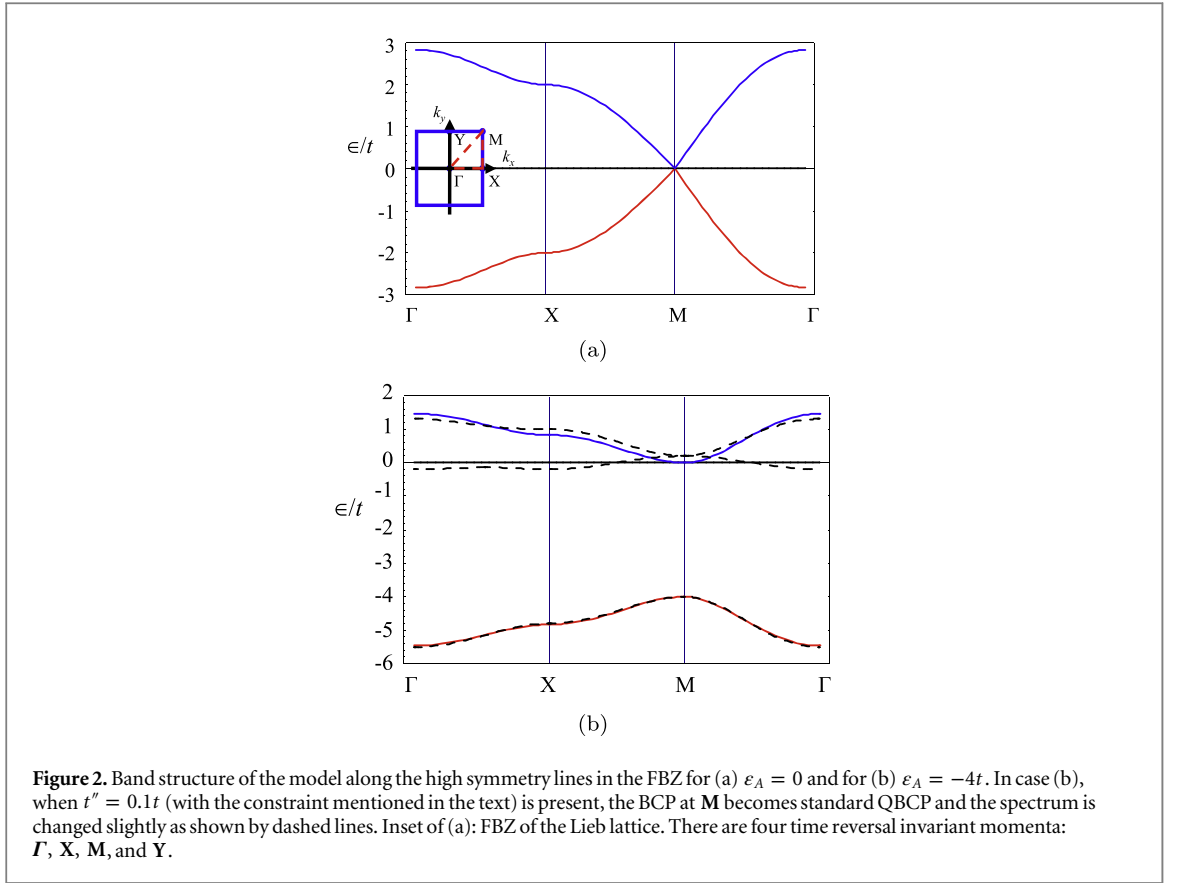 3
2
1
0
-1
-2
-3
∈/t
k_y
Y
M
k_x
Γ
X
Γ
X
M
Γ
(a)
2
1
0
-1
-2
-3
-4
-5
-6
∈/t
Γ
X
M
Γ
(b)
Figure 2. Band structure of the model along the high symmetry lines in the FBZ for (a) ε_A = 0 and for (b) ε_A = −4t. In case (b),
when t″ = 0.1t (with the constraint mentioned in the text) is present, the BCP at M becomes standard QBCP and the spectrum is
changed slightly as shown by dashed lines. Inset of (a): FBZ of the Lieb lattice. There are four time reversal invariant momenta:
Γ, X, M, and Y.